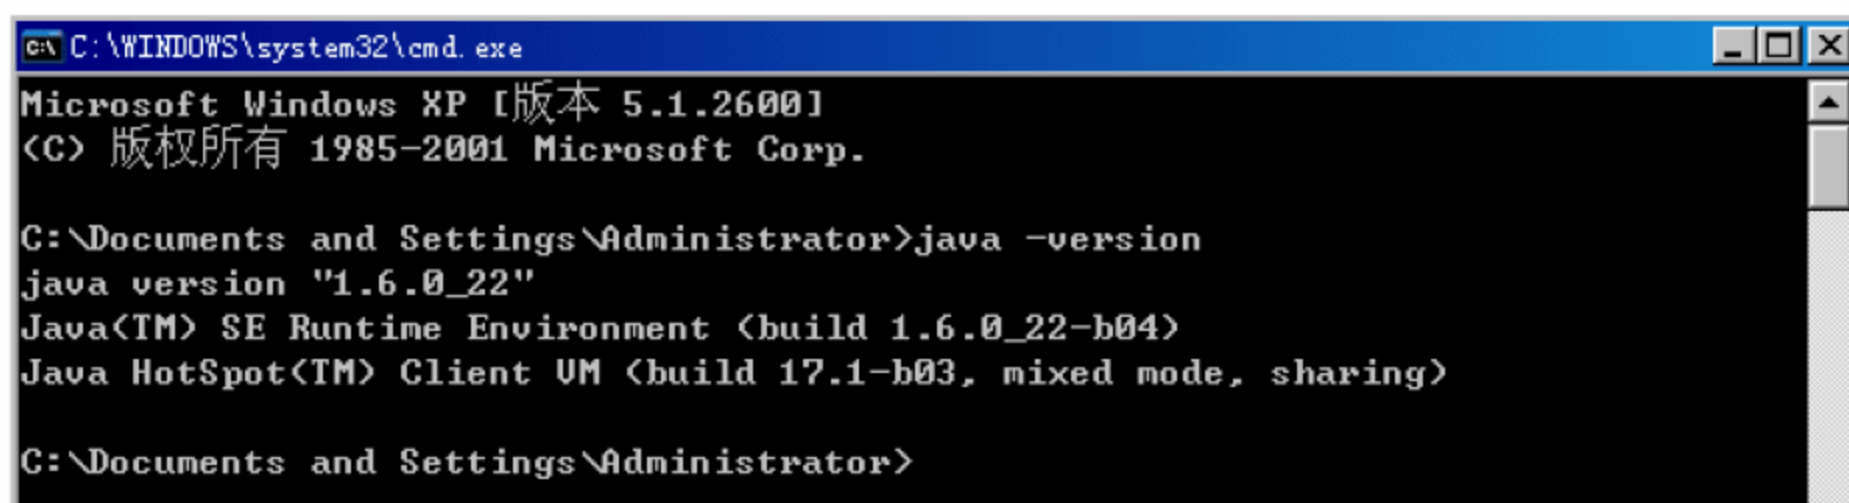 C:\WINDOWS\system32\cmd.exe
Microsoft Windows XP [版本 5.1.2600]
(C) 版权所有 1985-2001 Microsoft Corp.
C:\Documents and Settings\Administrator>java -version
java version "1.6.0_22"
Java(TM) SE Runtime Environment (build 1.6.0_22-b04)
Java HotSpot(TM) Client VM (build 17.1-b03, mixed mode, sharing)
C:\Documents and Settings\Administrator>